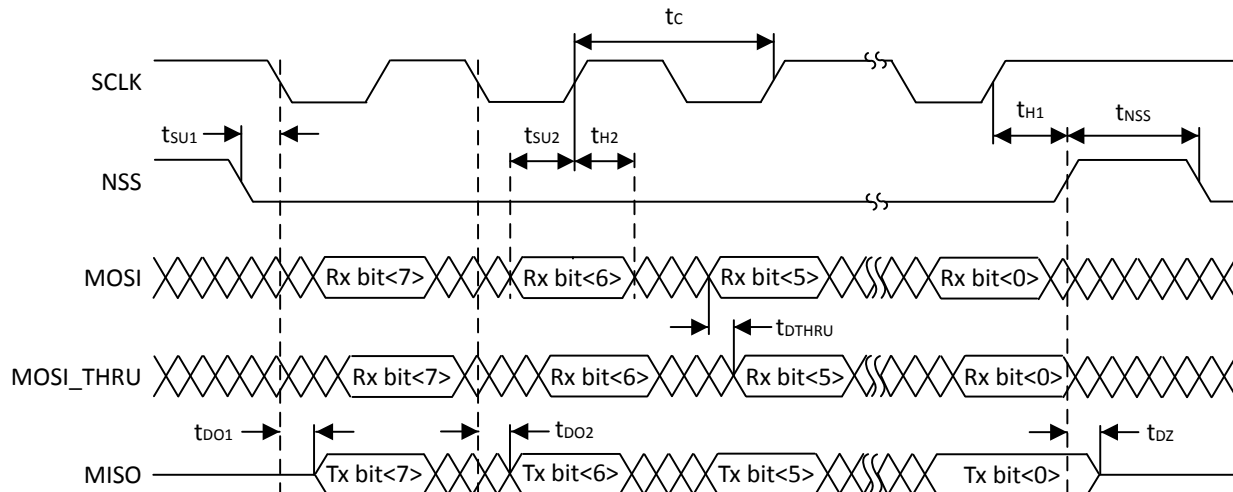 tC
SCLK
tSU1
tSU2
tH2
tH1
tNSS
NSS
MOSI
Rx bit<7>
Rx bit<6>
Rx bit<5>
Rx bit<0>
tDTHRU
MOSI_THRU
Rx bit<7>
Rx bit<6>
Rx bit<5>
Rx bit<0>
tDO1
tDO2
tDZ
MISO
Tx bit<7>
Tx bit<6>
Tx bit<5>
Tx bit<0>